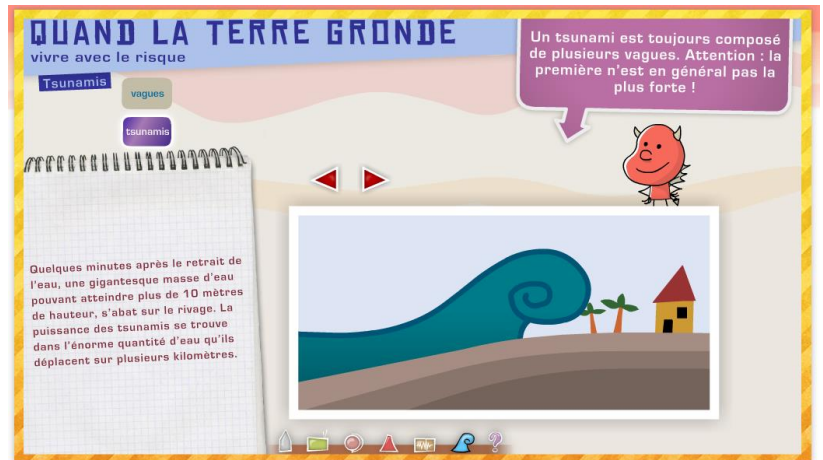 QUAND LA TERRE GRONDE
vivre avec le risque
Un tsunami est toujours composé
de plusieurs vagues. Attention : la
première n'est en général pas la
plus forte !
Tsunamis
vagues
tsunamis
Quelques minutes après le retrait de
l'eau, une gigantesque masse d'eau
pouvant atteindre plus de 10 mètres
de hauteur, s'abat sur le rivage. La
puissance des tsunamis se trouve
dans l'énorme quantité d'eau qu'ils
déplacent sur plusieurs kilomètres.
?